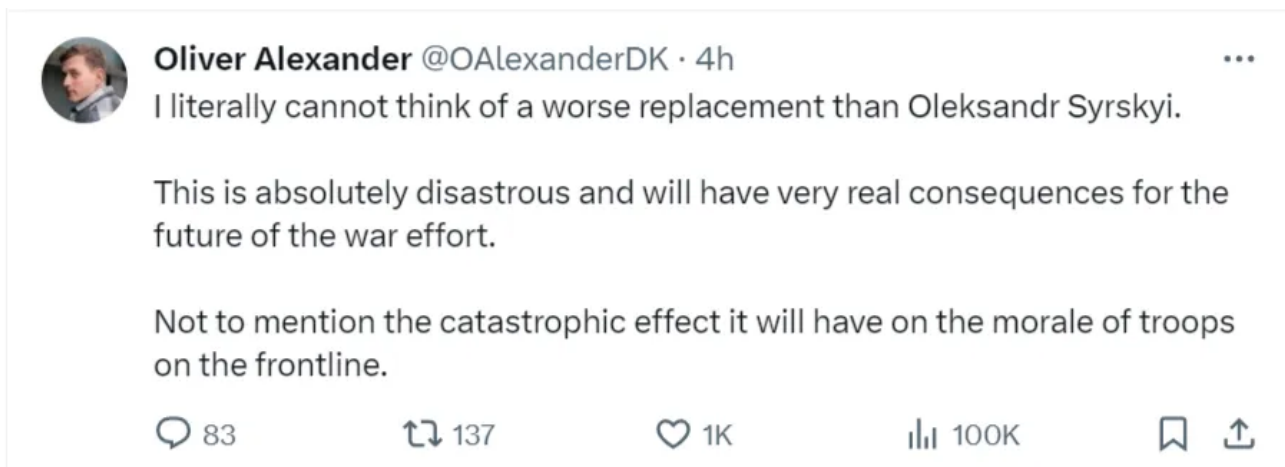 Oliver Alexander @OAlexanderDK · 4h
I literally cannot think of a worse replacement than Oleksandr Syrskyi.
This is absolutely disastrous and will have very real consequences for the
future of the war effort.
Not to mention the catastrophic effect it will have on the morale of troops
on the frontline.
83 137 1K 100K